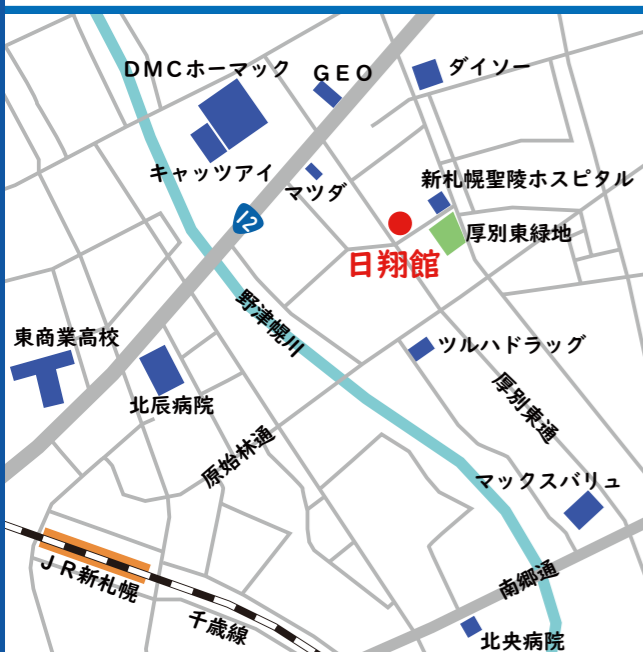 DMCホーマック
GEO
ダイソー
キャッツアイ
マツダ
新札幌聖陵ホスピタル
12
厚別東緑地
日翔館
野津幌川
東商業高校
ツルハドラッグ
北辰病院
厚別東通
原始林通
マックスバリュ
JR新札幌
南郷通
千歳線
北央病院